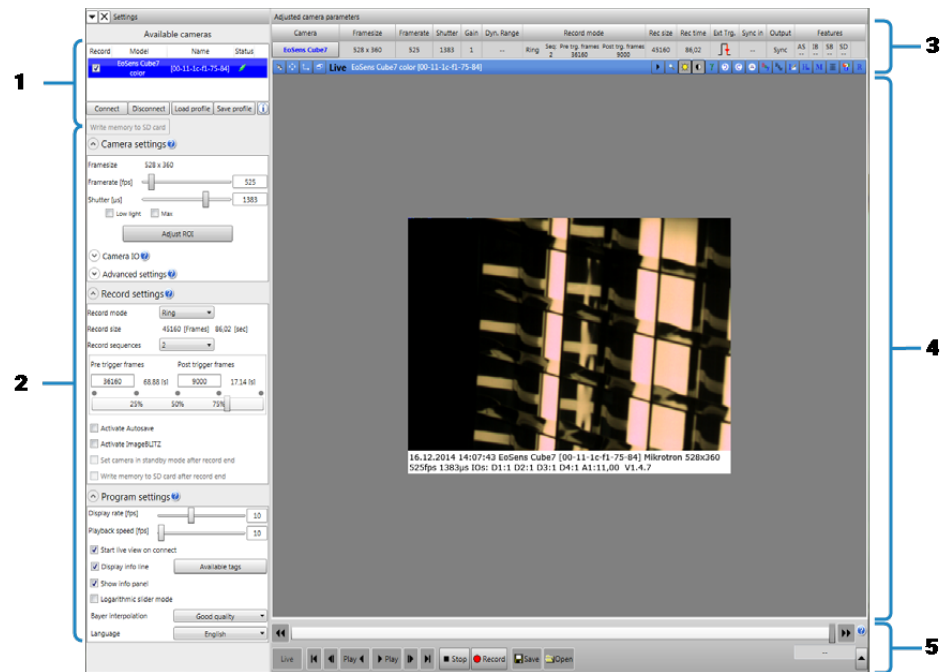 Settings
Available cameras
Record Model Name Status
EoSens Cube7 color [00-11-1c-f1-75-84]
Connect Disconnect Load profile Save profile i
Write memory to SD card
Camera settings ?
Framesize 528 x 360
Framerate [fps] 525
Shutter [µs] 1383
Low light Max
Adjust ROI
Camera IO ?
Advanced settings ?
Record settings ?
Record mode Ring
Record size 45160 [Frames] 86,02 [sec]
Record sequences 2
Pre trigger frames Post trigger frames
36160 68.88 [s] 9000 17.14 [s]
25% 50% 75%
Activate Autosave
Activate ImageBLITZ
Set camera in standby mode after record end
Write memory to SD card after record end
Program settings ?
Display rate [fps] 10
Playback speed [fps] 10
Start live view on connect
Display info line Available tags
Show info panel
Logarithmic slider mode
Bayer interpolation Good quality
Language English
1
2
Adjusted camera parameters
Camera Framesize Framerate Shutter Gain Dyn. Range Record mode Rec size Rec time Ext Trg. Sync in Output Features
EoSens Cube7 528 x 360 525 1383 1 -- Ring Seq 2 Pre trg. frames 36160 Post trg. frames 9000 45160 86,02 -- Sync AS -- IB -- SB -- SD --
Live EoSens Cube7 color [00-11-1c-f1-75-84]
16.12.2014 14:07:43 EoSens Cube7 [00-11-1c-f1-75-84] Mikrotron 528x360
525fps 1383µs IOs: D1:1 D2:1 D3:1 D4:1 A1:11,00 V1.4.7
?
Live Play Play Stop Record Save Open --
3
4
5